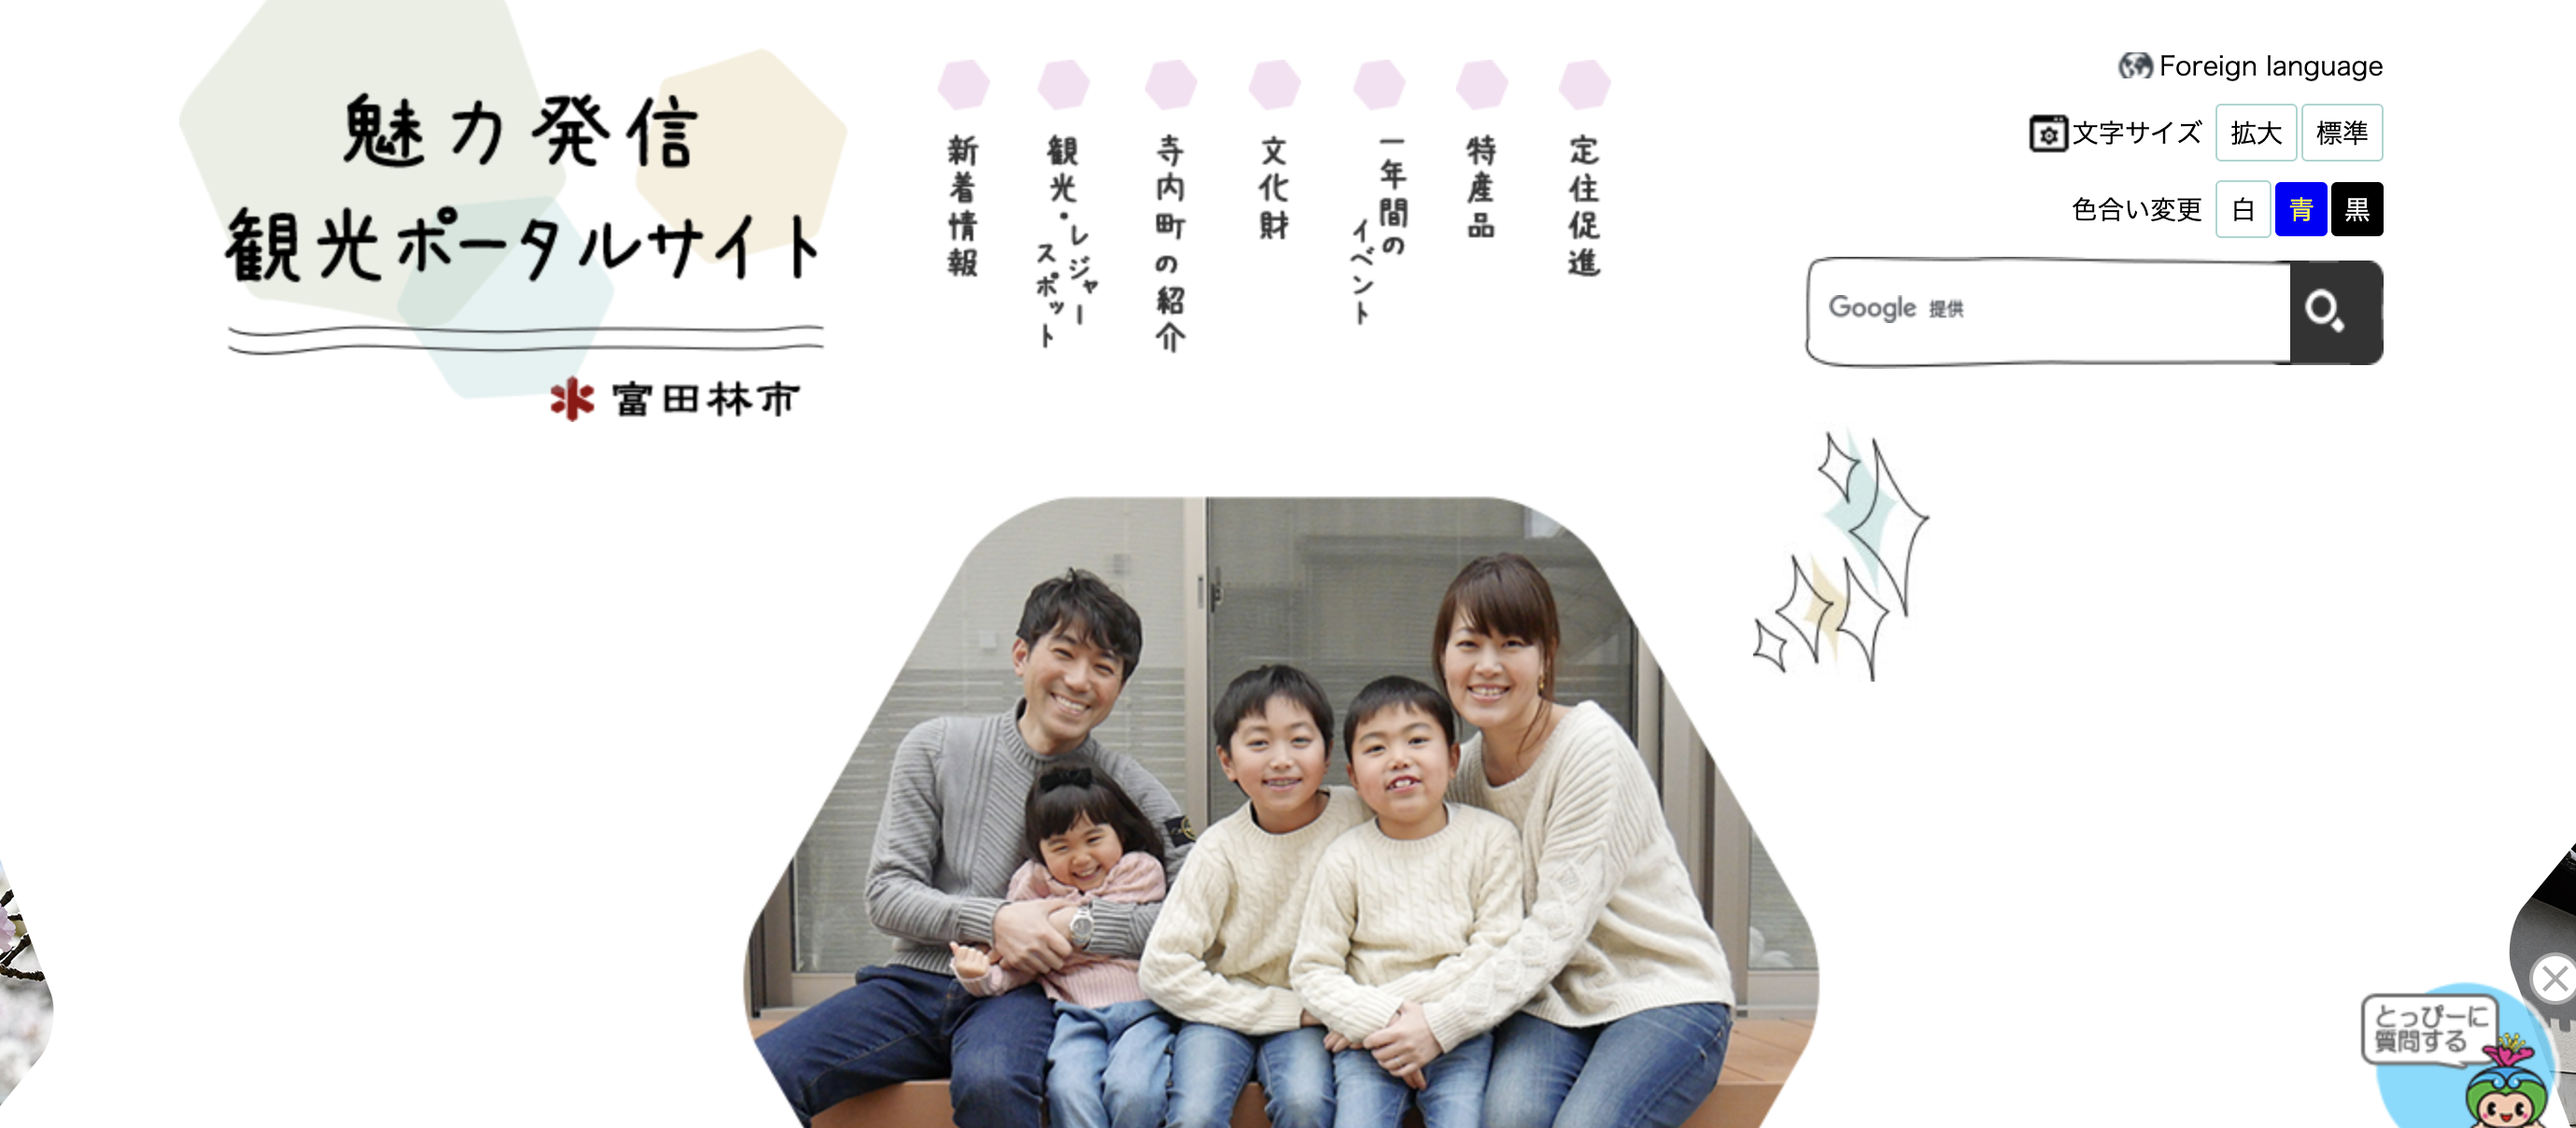 魅力発信
観光ポータルサイト
富田林市
新着情報
観光・レジャー
スポット
寺内町の紹介
文化財
一年間の
イベント
特産品
定住促進
Foreign language
文字サイズ 拡大 標準
色合い変更 白 青 黒
Google 提供
とっぴーに
質問する